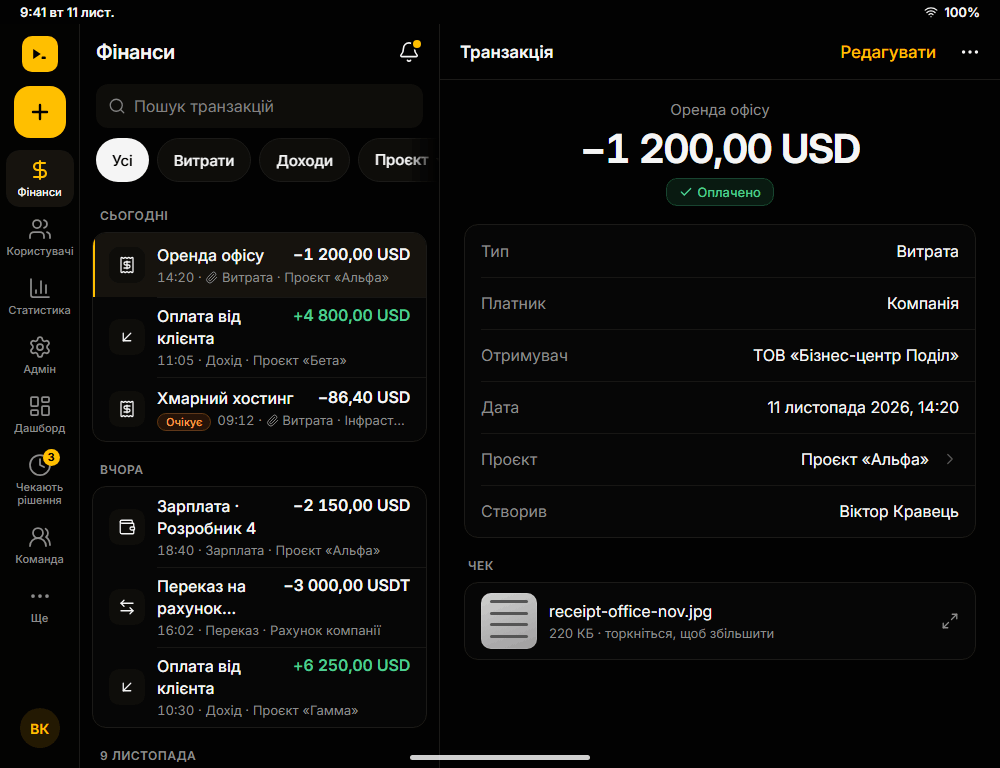 9:41 вт 11 лист.
100%
Фінанси
Користувачі
Статистика
Адмін
Дашборд
3
Чекають
рішення
Команда
Ще
ВК
Фінанси
Пошук транзакцій
Усі
Витрати
Доходи
Проєкт
СЬОГОДНІ
Оренда офісу −1 200,00 USD
14:20 · Витрата · Проєкт «Альфа»
Оплата від +4 800,00 USD
клієнта
11:05 · Дохід · Проєкт «Бета»
Хмарний хостинг −86,40 USD
Очікує 09:12 · Витрата · Інфраст...
ВЧОРА
Зарплата · −2 150,00 USD
Розробник 4
18:40 · Зарплата · Проєкт «Альфа»
Переказ на −3 000,00 USDT
рахунок...
16:02 · Переказ · Рахунок компанії
Оплата від +6 250,00 USD
клієнта
10:30 · Дохід · Проєкт «Гамма»
9 ЛИСТОПАДА
Транзакція
Редагувати
Оренда офісу
−1 200,00 USD
Оплачено
Тип Витрата
Платник Компанія
Отримувач ТОВ «Бізнес-центр Поділ»
Дата 11 листопада 2026, 14:20
Проєкт Проєкт «Альфа»
Створив Віктор Кравець
ЧЕК
receipt-office-nov.jpg
220 КБ · торкніться, щоб збільшити